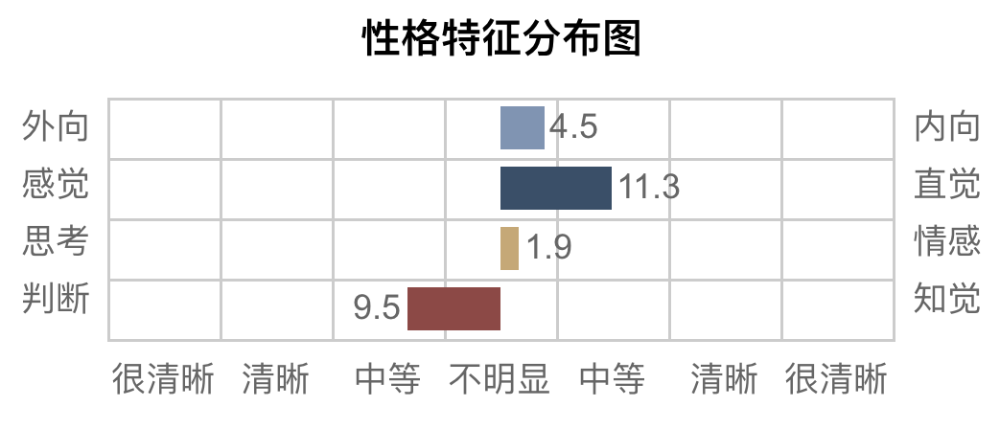 性格特征分布图
外向 4.5 内向
感觉 11.3 直觉
思考 1.9 情感
判断 9.5 知觉
很清晰 清晰 中等 不明显 中等 清晰 很清晰